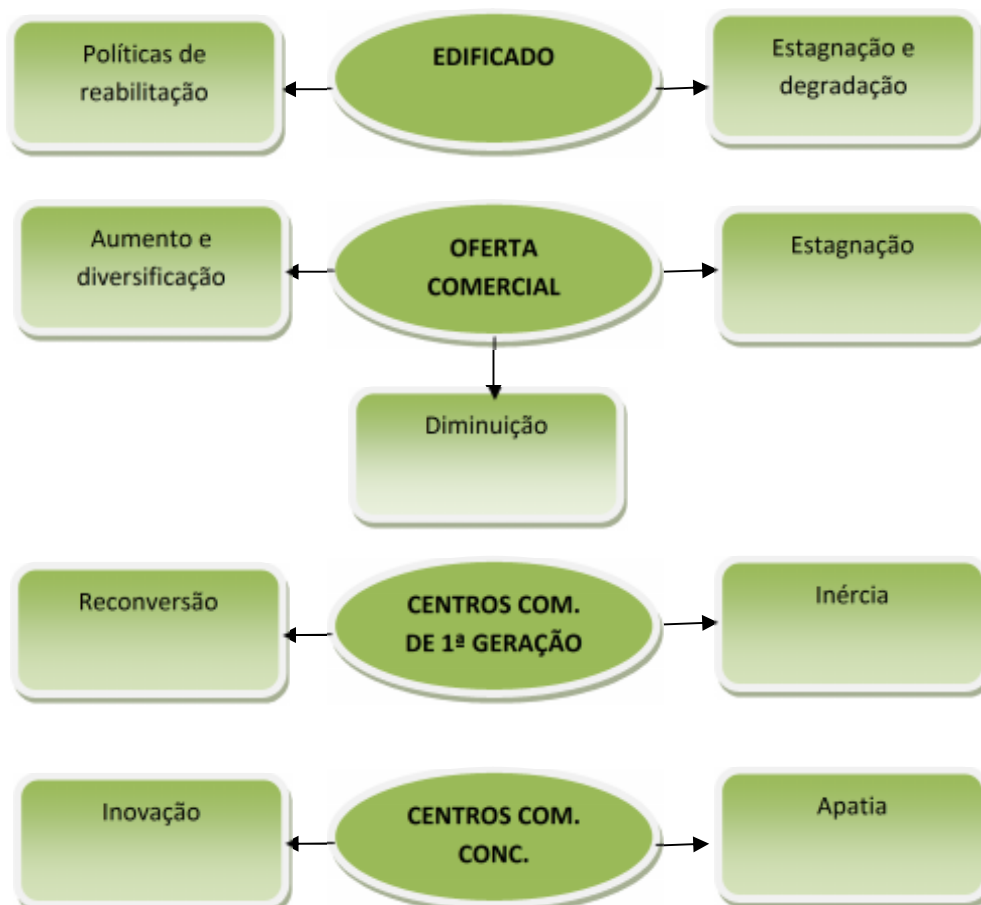 Políticas de
reabilitação
EDIFICADO
Estagnação e
degradação
Aumento e
diversificação
OFERTA
COMERCIAL
Estagnação
Diminuição
Reconversão
CENTROS COM.
DE 1ª GERAÇÃO
Inércia
Inovação
CENTROS COM.
CONC.
Apatia